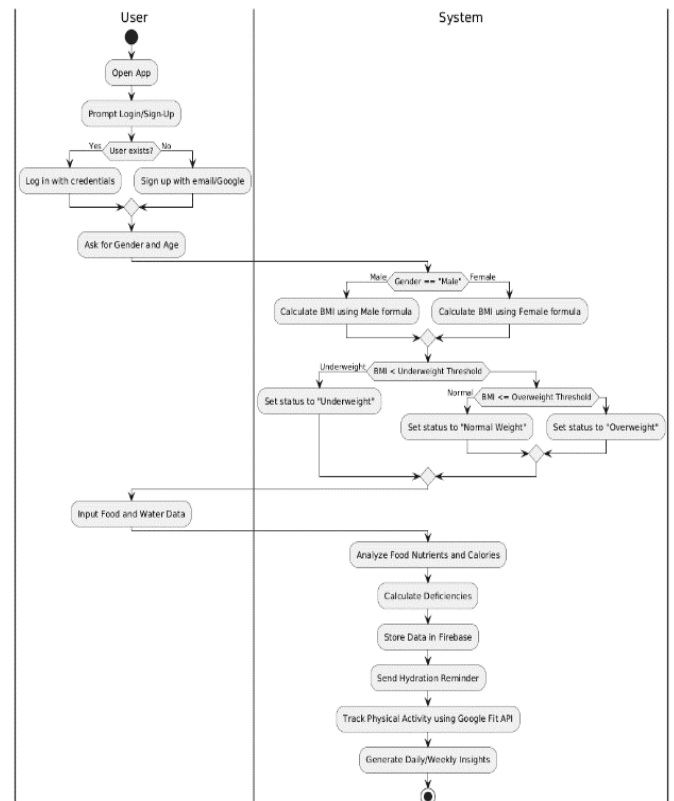 User
System
Open App
Prompt Login/Sign-Up
Yes
User exists?
No
Log in with credentials
Sign up with email/Google
Ask for Gender and Age
Male
Gender == "Male"
Female
Calculate BMI using Male formula
Calculate BMI using Female formula
Underweight
BMI < Underweight Threshold
Normal
BMI <= Overweight Threshold
Set status to "Underweight"
Set status to "Normal Weight"
Set status to "Overweight"
Input Food and Water Data
Analyze Food Nutrients and Calories
Calculate Deficiencies
Store Data in Firebase
Send Hydration Reminder
Track Physical Activity using Google Fit API
Generate Daily/Weekly Insights